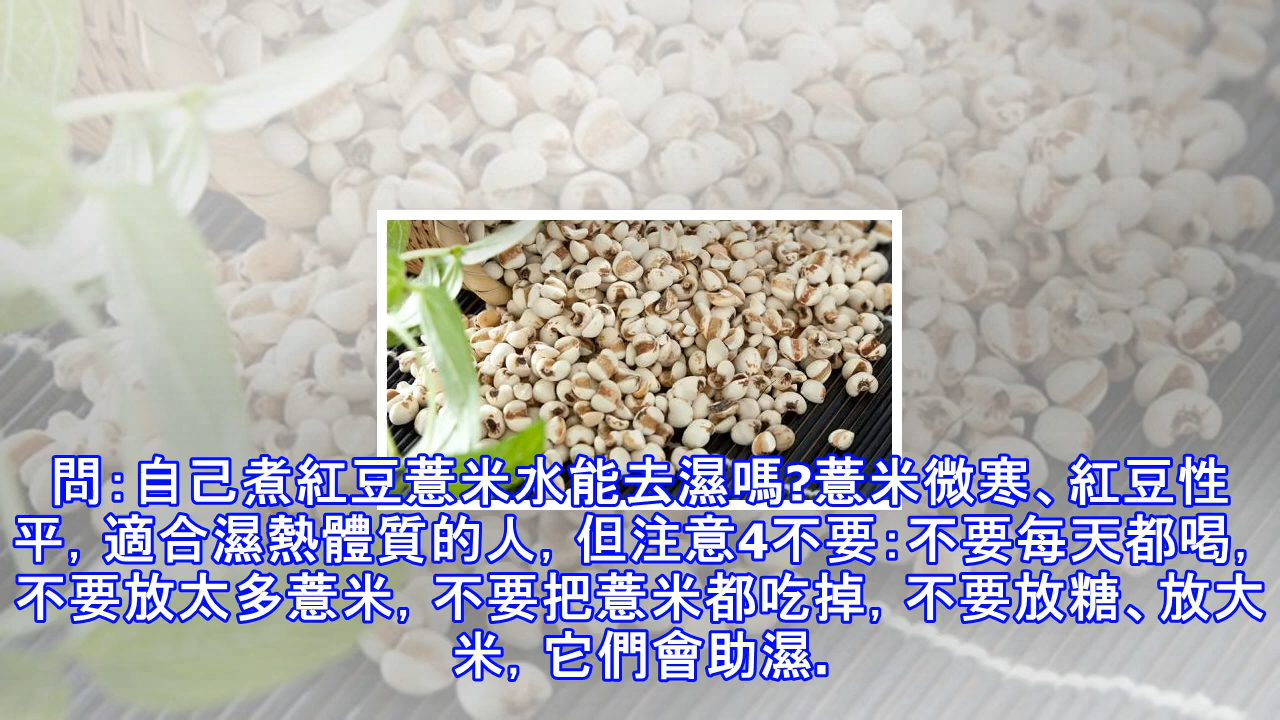 問:自己煮紅豆薏米水能去濕嗎?薏米微寒、紅豆性
平, 適合濕熱體質的人, 但注意4不要:不要每天都喝,
不要放太多薏米, 不要把薏米都吃掉, 不要放糖、放大
米, 它們會助濕.